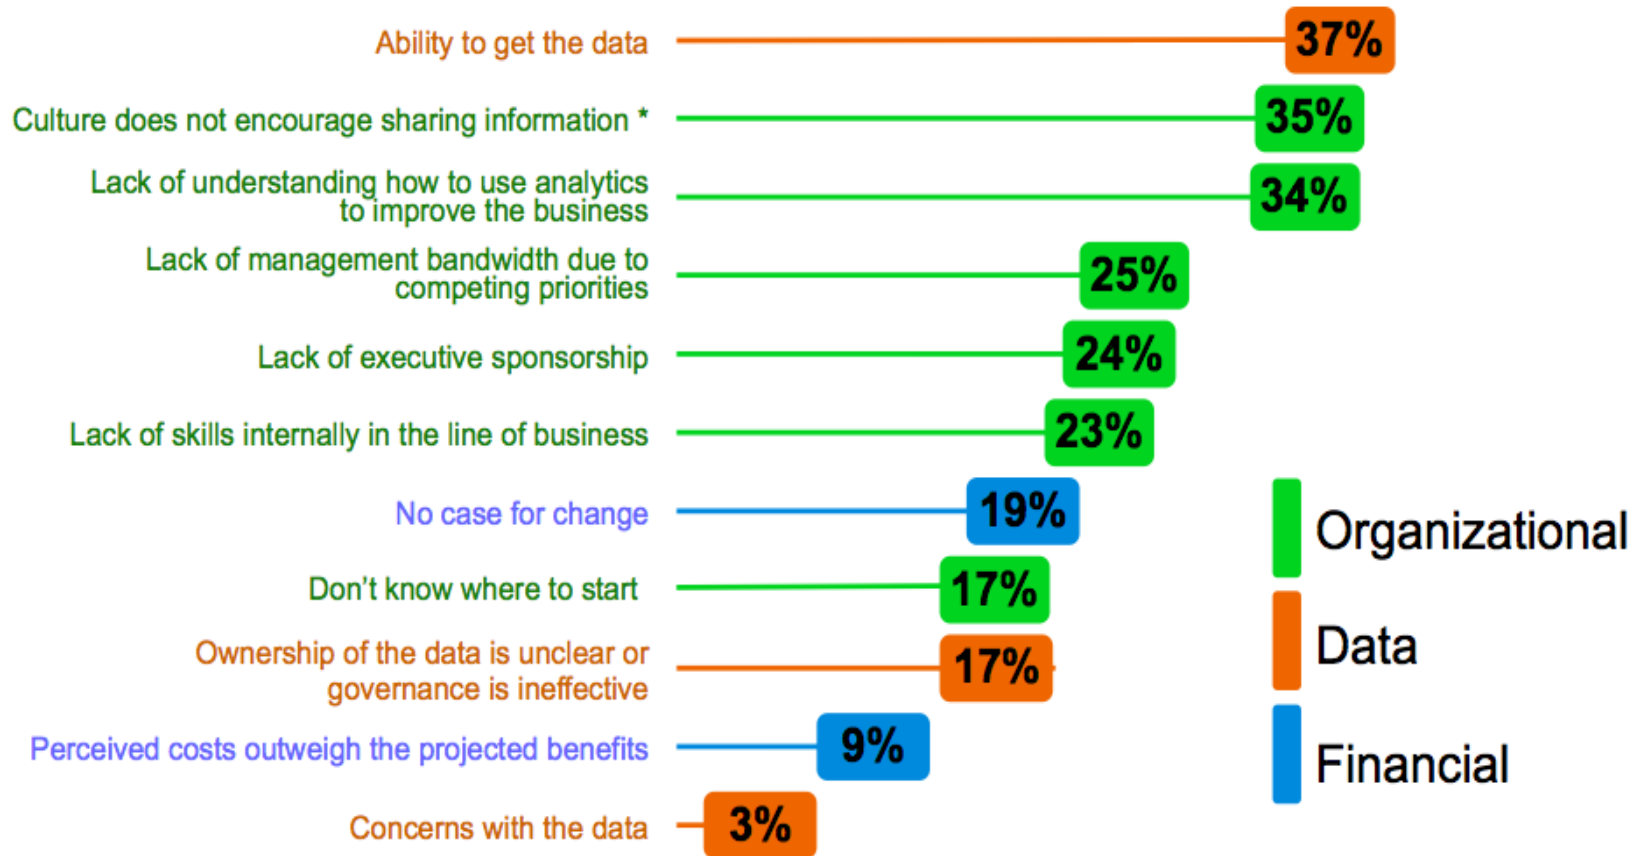 Ability to get the data 37%
Culture does not encourage sharing information * 35%
Lack of understanding how to use analytics
to improve the business 34%
Lack of management bandwidth due to
competing priorities 25%
Lack of executive sponsorship 24%
Lack of skills internally in the line of business 23%
No case for change 19%
Don't know where to start 17%
Ownership of the data is unclear or
governance is ineffective 17%
Perceived costs outweigh the projected benefits 9%
Concerns with the data 3%
Organizational
Data
Financial